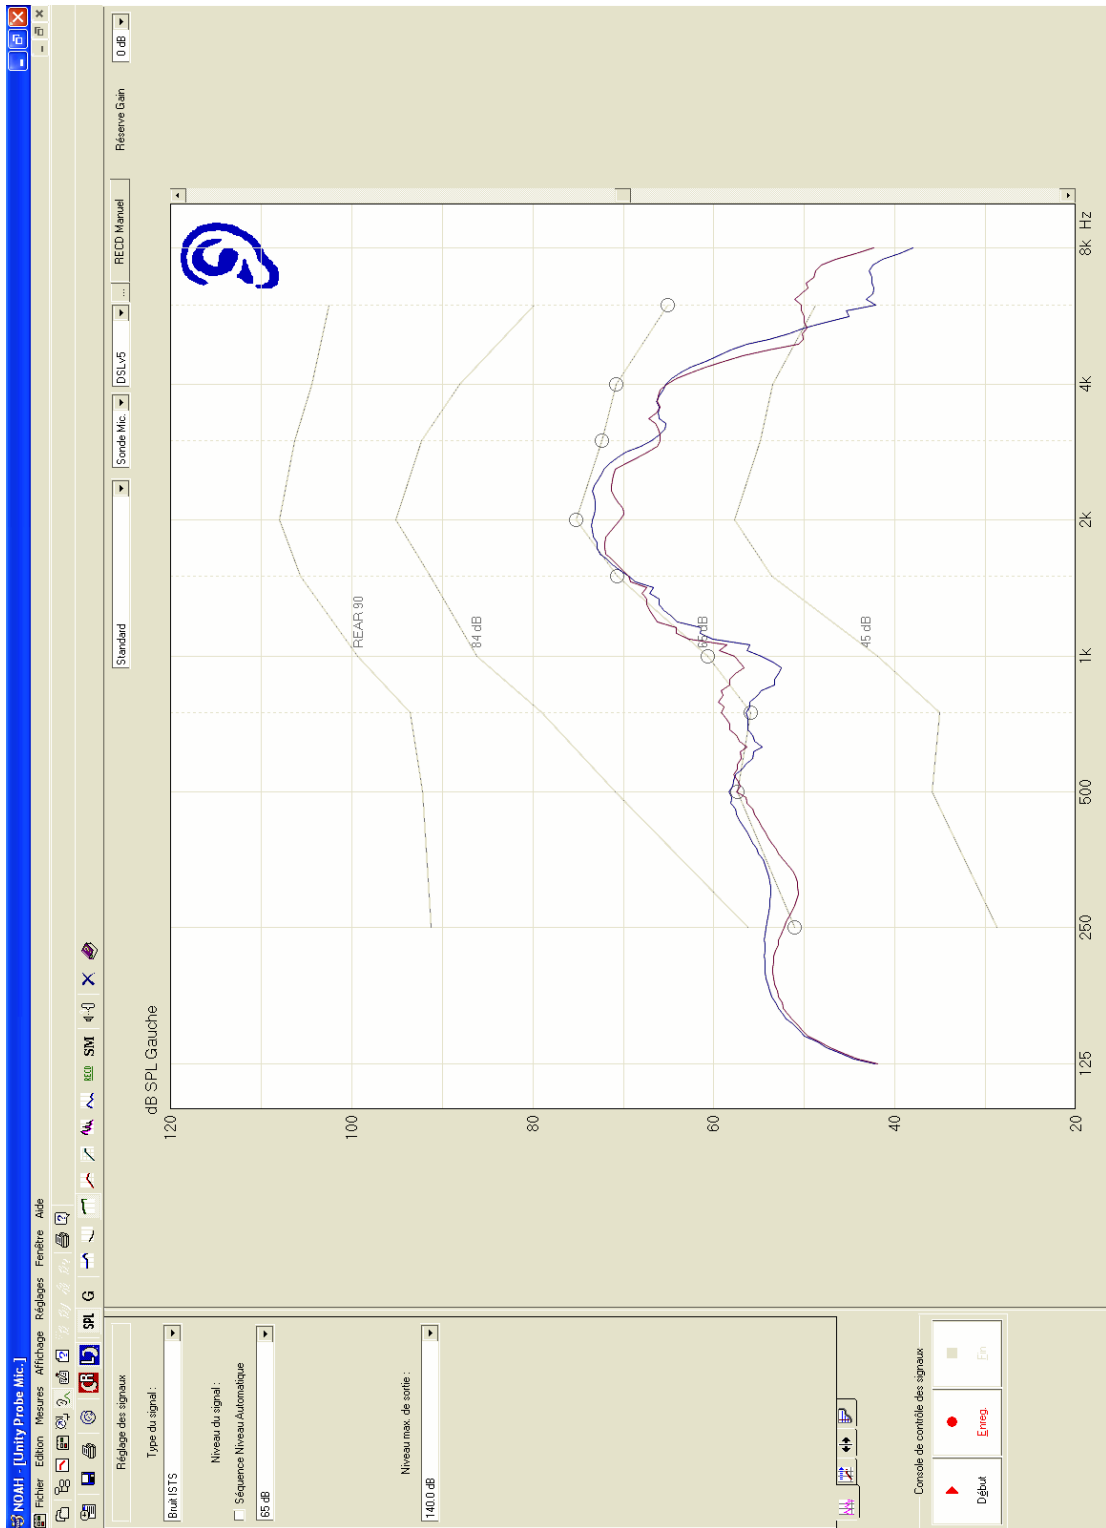 NOAH - [Unity Probe Mic.]
Fichier Edition Mesures Affichage Réglages Fenêtre Aide
SPL G RECD SM
Réglage des signaux
Type du signal :
Bruit ISTS
Niveau du signal :
Séquence Niveau Automatique
65 dB
Niveau max. de sortie :
140.0 dB
Console de contrôle des signaux
Début
Enreg.
Fin
Standard
Sonde Mic.
DSLv5
...
RECD Manuel
Réserve Gain
0 dB
dB SPL Gauche
120
100
80
60
40
20
REAR 90
84 dB
65 dB
45 dB
125
250
500
1K
2K
4K
8K
Hz